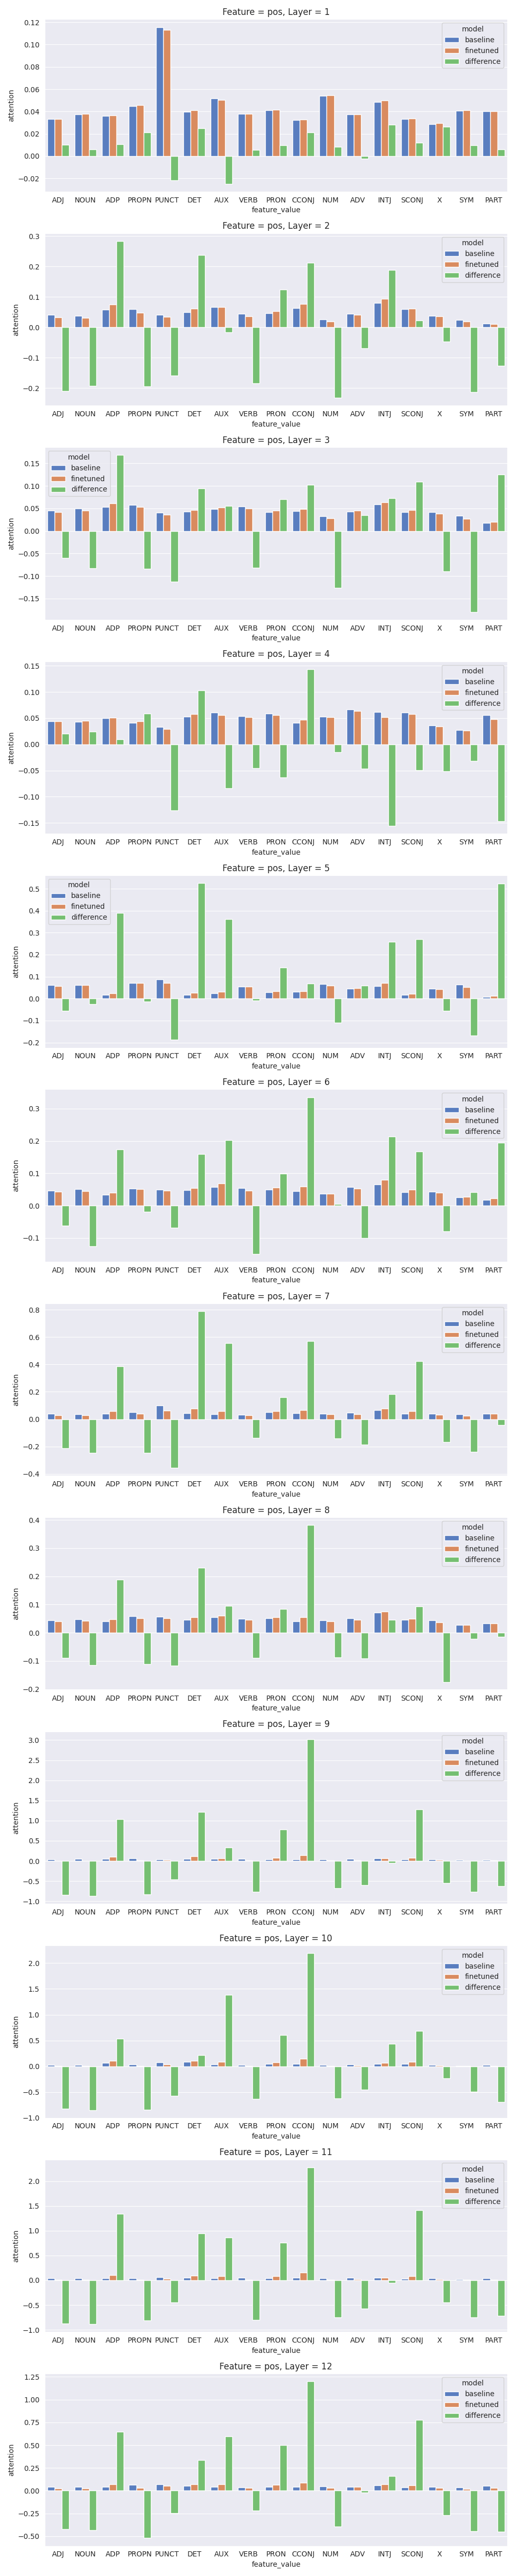 Feature = pos, Layer = 1
model
baseline
finetuned
difference
attention
0.12
0.10
0.08
0.06
0.04
0.02
0.00
−0.02
ADJ NOUN ADP PROPN PUNCT DET AUX VERB PRON CCONJ NUM ADV INTJ SCONJ X SYM PART
feature_value
Feature = pos, Layer = 2
model
baseline
finetuned
difference
attention
0.3
0.2
0.1
0.0
−0.1
−0.2
ADJ NOUN ADP PROPN PUNCT DET AUX VERB PRON CCONJ NUM ADV INTJ SCONJ X SYM PART
feature_value
Feature = pos, Layer = 3
model
baseline
finetuned
difference
attention
0.15
0.10
0.05
0.00
−0.05
−0.10
−0.15
ADJ NOUN ADP PROPN PUNCT DET AUX VERB PRON CCONJ NUM ADV INTJ SCONJ X SYM PART
feature_value
Feature = pos, Layer = 4
model
baseline
finetuned
difference
attention
0.15
0.10
0.05
0.00
−0.05
−0.10
−0.15
ADJ NOUN ADP PROPN PUNCT DET AUX VERB PRON CCONJ NUM ADV INTJ SCONJ X SYM PART
feature_value
Feature = pos, Layer = 5
model
baseline
finetuned
difference
attention
0.5
0.4
0.3
0.2
0.1
0.0
−0.1
−0.2
ADJ NOUN ADP PROPN PUNCT DET AUX VERB PRON CCONJ NUM ADV INTJ SCONJ X SYM PART
feature_value
Feature = pos, Layer = 6
model
baseline
finetuned
difference
attention
0.3
0.2
0.1
0.0
−0.1
ADJ NOUN ADP PROPN PUNCT DET AUX VERB PRON CCONJ NUM ADV INTJ SCONJ X SYM PART
feature_value
Feature = pos, Layer = 7
model
baseline
finetuned
difference
attention
0.8
0.6
0.4
0.2
0.0
−0.2
−0.4
ADJ NOUN ADP PROPN PUNCT DET AUX VERB PRON CCONJ NUM ADV INTJ SCONJ X SYM PART
feature_value
Feature = pos, Layer = 8
model
baseline
finetuned
difference
attention
0.4
0.3
0.2
0.1
0.0
−0.1
−0.2
ADJ NOUN ADP PROPN PUNCT DET AUX VERB PRON CCONJ NUM ADV INTJ SCONJ X SYM PART
feature_value
Feature = pos, Layer = 9
model
baseline
finetuned
difference
attention
3.0
2.5
2.0
1.5
1.0
0.5
0.0
−0.5
−1.0
ADJ NOUN ADP PROPN PUNCT DET AUX VERB PRON CCONJ NUM ADV INTJ SCONJ X SYM PART
feature_value
Feature = pos, Layer = 10
model
baseline
finetuned
difference
attention
2.0
1.5
1.0
0.5
0.0
−0.5
−1.0
ADJ NOUN ADP PROPN PUNCT DET AUX VERB PRON CCONJ NUM ADV INTJ SCONJ X SYM PART
feature_value
Feature = pos, Layer = 11
model
baseline
finetuned
difference
attention
2.0
1.5
1.0
0.5
0.0
−0.5
−1.0
ADJ NOUN ADP PROPN PUNCT DET AUX VERB PRON CCONJ NUM ADV INTJ SCONJ X SYM PART
feature_value
Feature = pos, Layer = 12
model
baseline
finetuned
difference
attention
1.25
1.00
0.75
0.50
0.25
0.00
−0.25
−0.50
ADJ NOUN ADP PROPN PUNCT DET AUX VERB PRON CCONJ NUM ADV INTJ SCONJ X SYM PART
feature_value